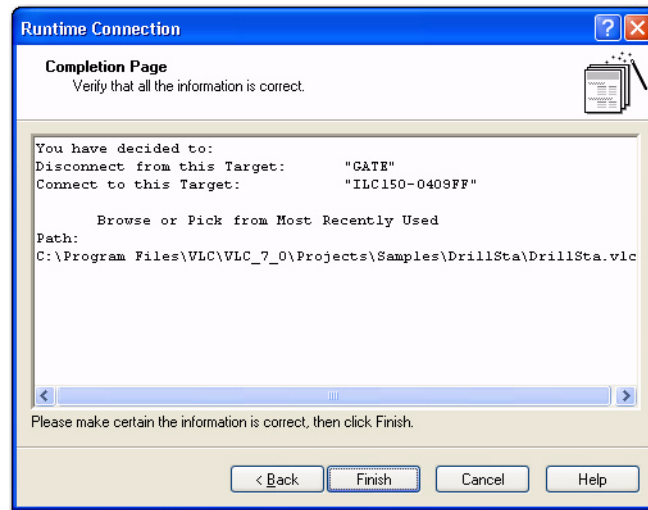 Runtime Connection
Completion Page
Verify that all the information is correct.
You have decided to:
Disconnect from this Target: "GATE"
Connect to this Target: "ILC150-0409FF"
Browse or Pick from Most Recently Used
Path:
C:\Program Files\VLC\VLC_7_0\Projects\Samples\DrillSta\DrillSta.vlc
Please make certain the information is correct, then click Finish.
< Back Finish Cancel Help